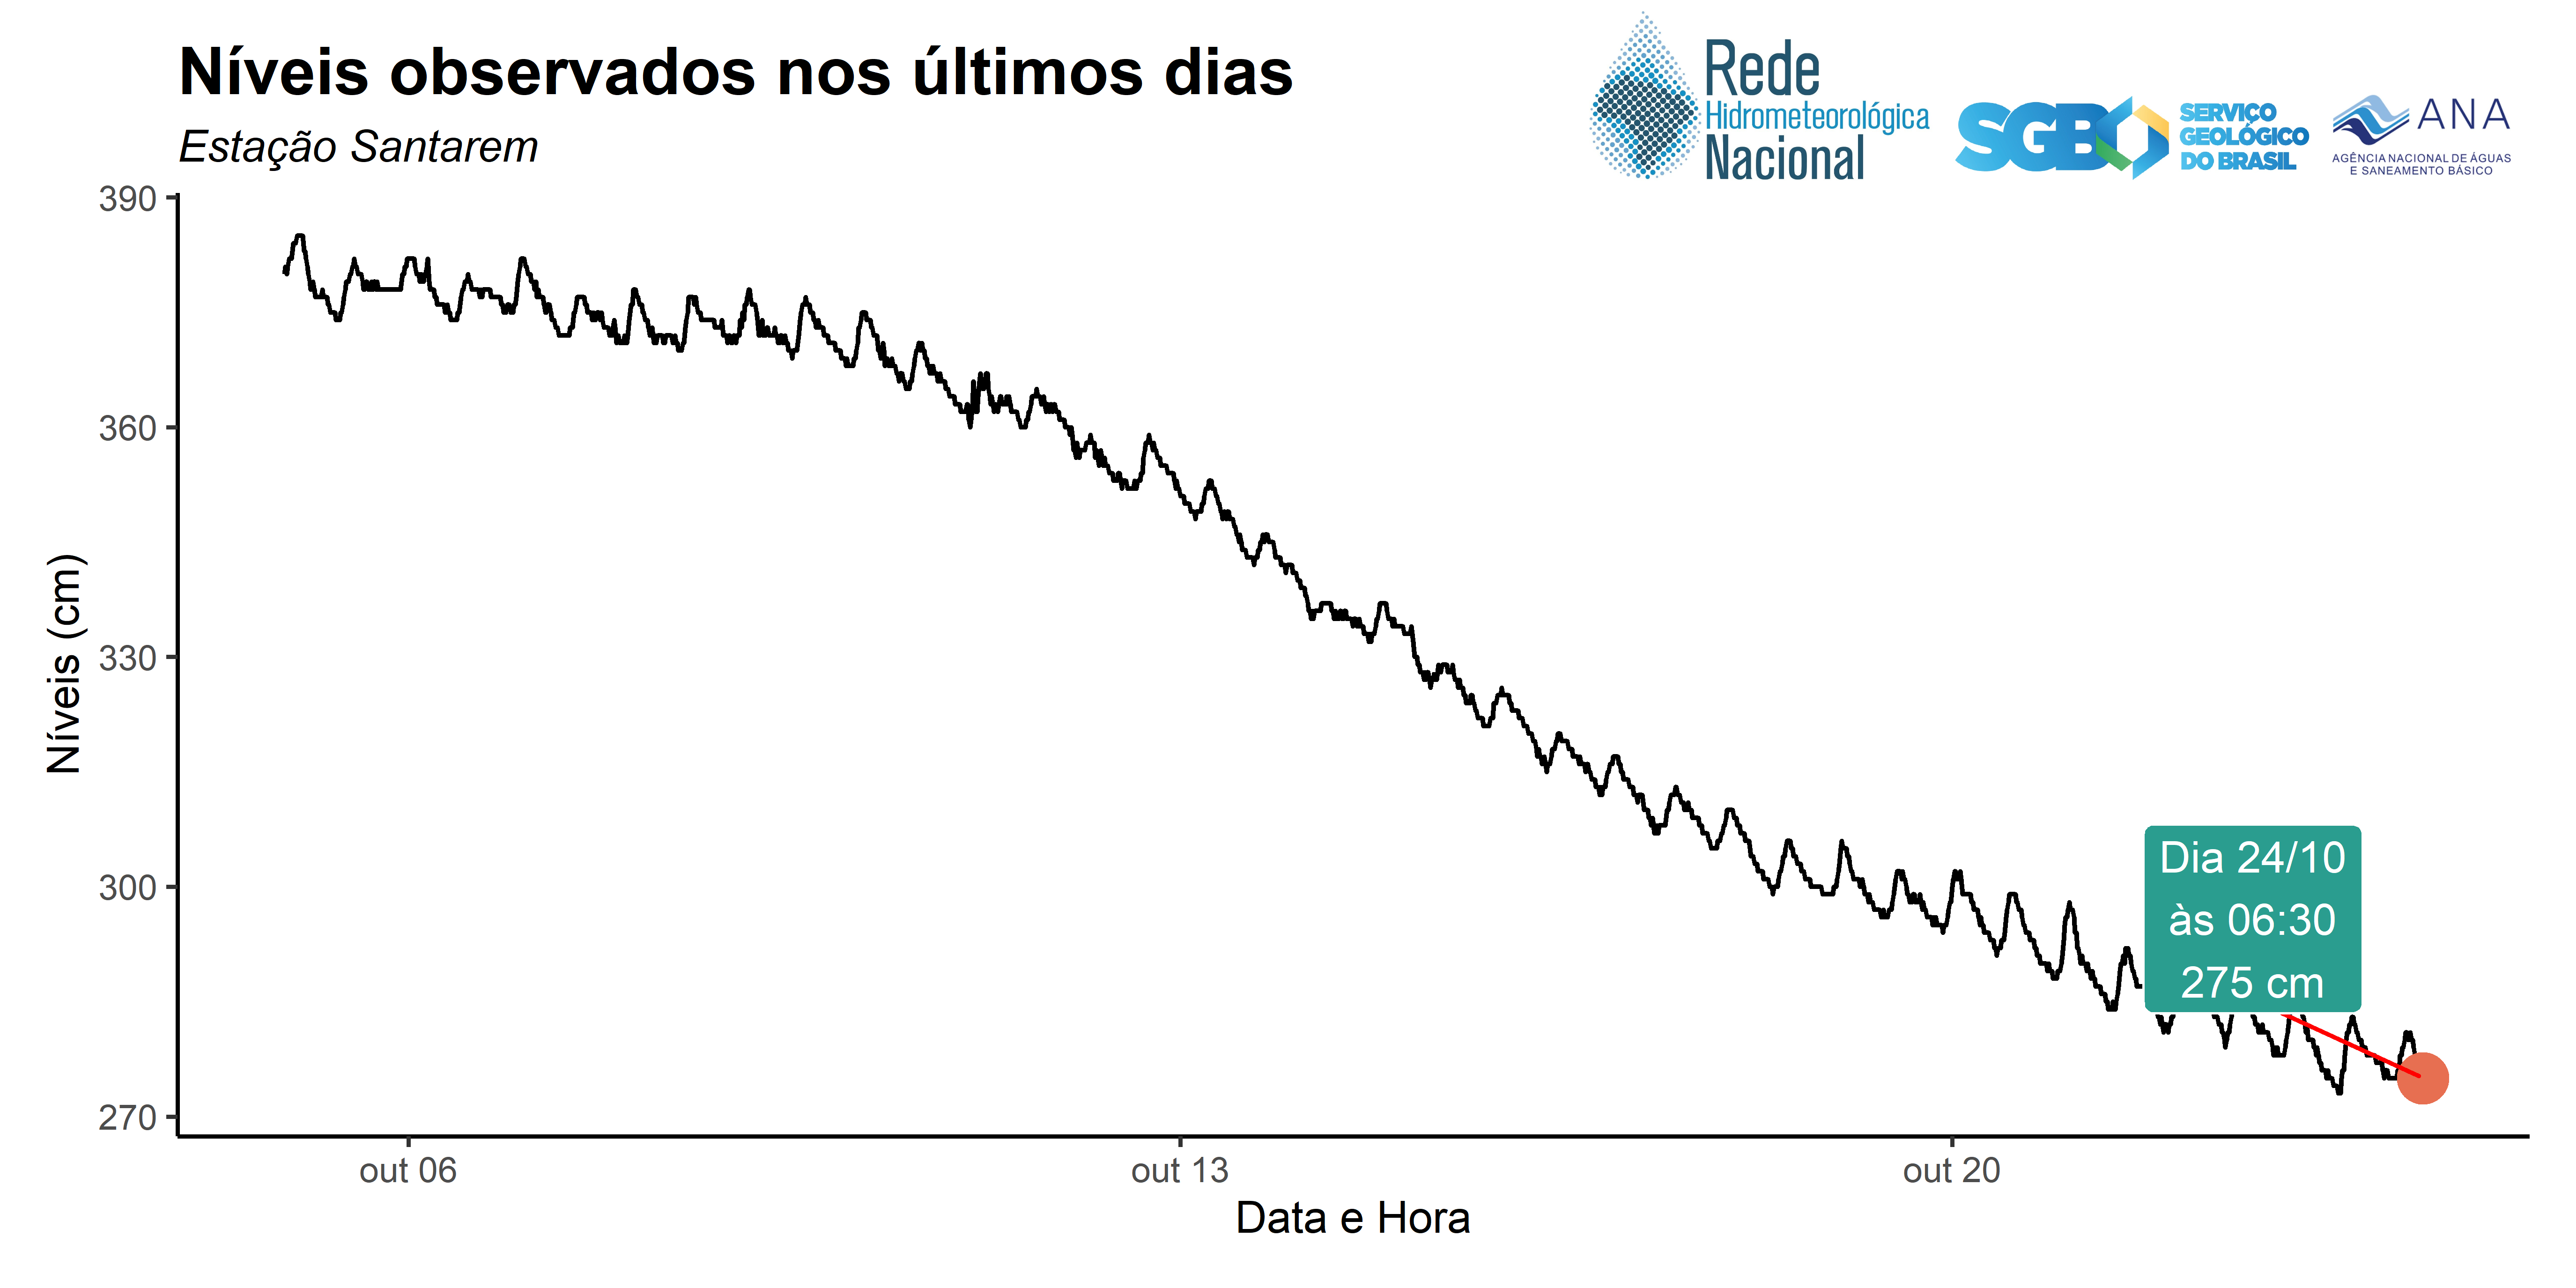 Níveis observados nos últimos dias
Estação Santarem
Rede
Hidrometeorológica
Nacional
SGB
SERVIÇO
GEOLÓGICO
DO BRASIL
ANA
AGÊNCIA NACIONAL DE ÁGUAS
E SANEAMENTO BÁSICO
Níveis (cm)
390
360
330
300
270
Dia 24/10
às 06:30
275 cm
out 06
out 13
out 20
Data e Hora